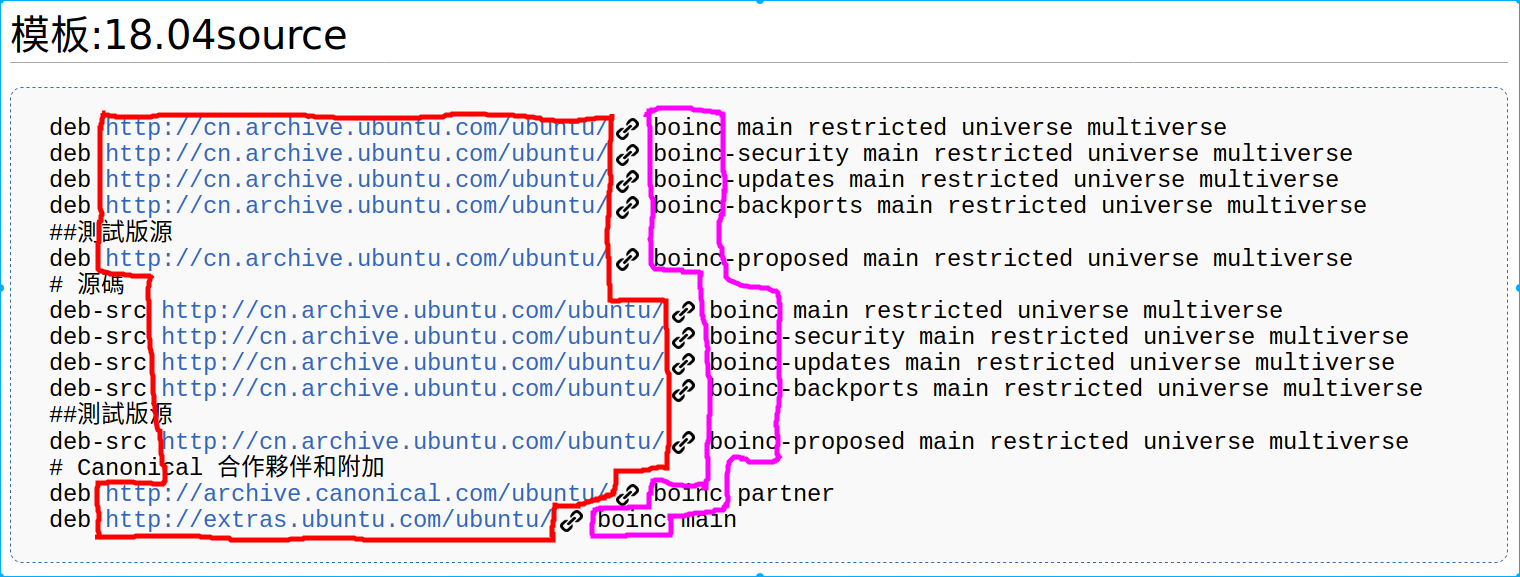 模板:18.04source
deb http://cn.archive.ubuntu.com/ubuntu/ boinc main restricted universe multiverse
deb http://cn.archive.ubuntu.com/ubuntu/ boinc-security main restricted universe multiverse
deb http://cn.archive.ubuntu.com/ubuntu/ boinc-updates main restricted universe multiverse
deb http://cn.archive.ubuntu.com/ubuntu/ boinc-backports main restricted universe multiverse
##測試版源
deb http://cn.archive.ubuntu.com/ubuntu/ boinc-proposed main restricted universe multiverse
# 源碼
deb-src http://cn.archive.ubuntu.com/ubuntu/ boinc main restricted universe multiverse
deb-src http://cn.archive.ubuntu.com/ubuntu/ boinc-security main restricted universe multiverse
deb-src http://cn.archive.ubuntu.com/ubuntu/ boinc-updates main restricted universe multiverse
deb-src http://cn.archive.ubuntu.com/ubuntu/ boinc-backports main restricted universe multiverse
##測試版源
deb-src http://cn.archive.ubuntu.com/ubuntu/ boinc-proposed main restricted universe multiverse
# Canonical 合作夥伴和附加
deb http://archive.canonical.com/ubuntu/ boinc partner
deb http://extras.ubuntu.com/ubuntu/ boinc main